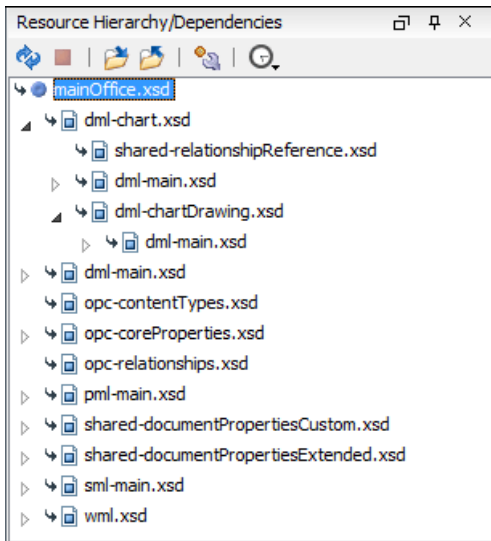 Resource Hierarchy/Dependencies
mainOffice.xsd
dml-chart.xsd
shared-relationshipReference.xsd
dml-main.xsd
dml-chartDrawing.xsd
dml-main.xsd
dml-main.xsd
opc-contentTypes.xsd
opc-coreProperties.xsd
opc-relationships.xsd
pml-main.xsd
shared-documentPropertiesCustom.xsd
shared-documentPropertiesExtended.xsd
sml-main.xsd
wml.xsd